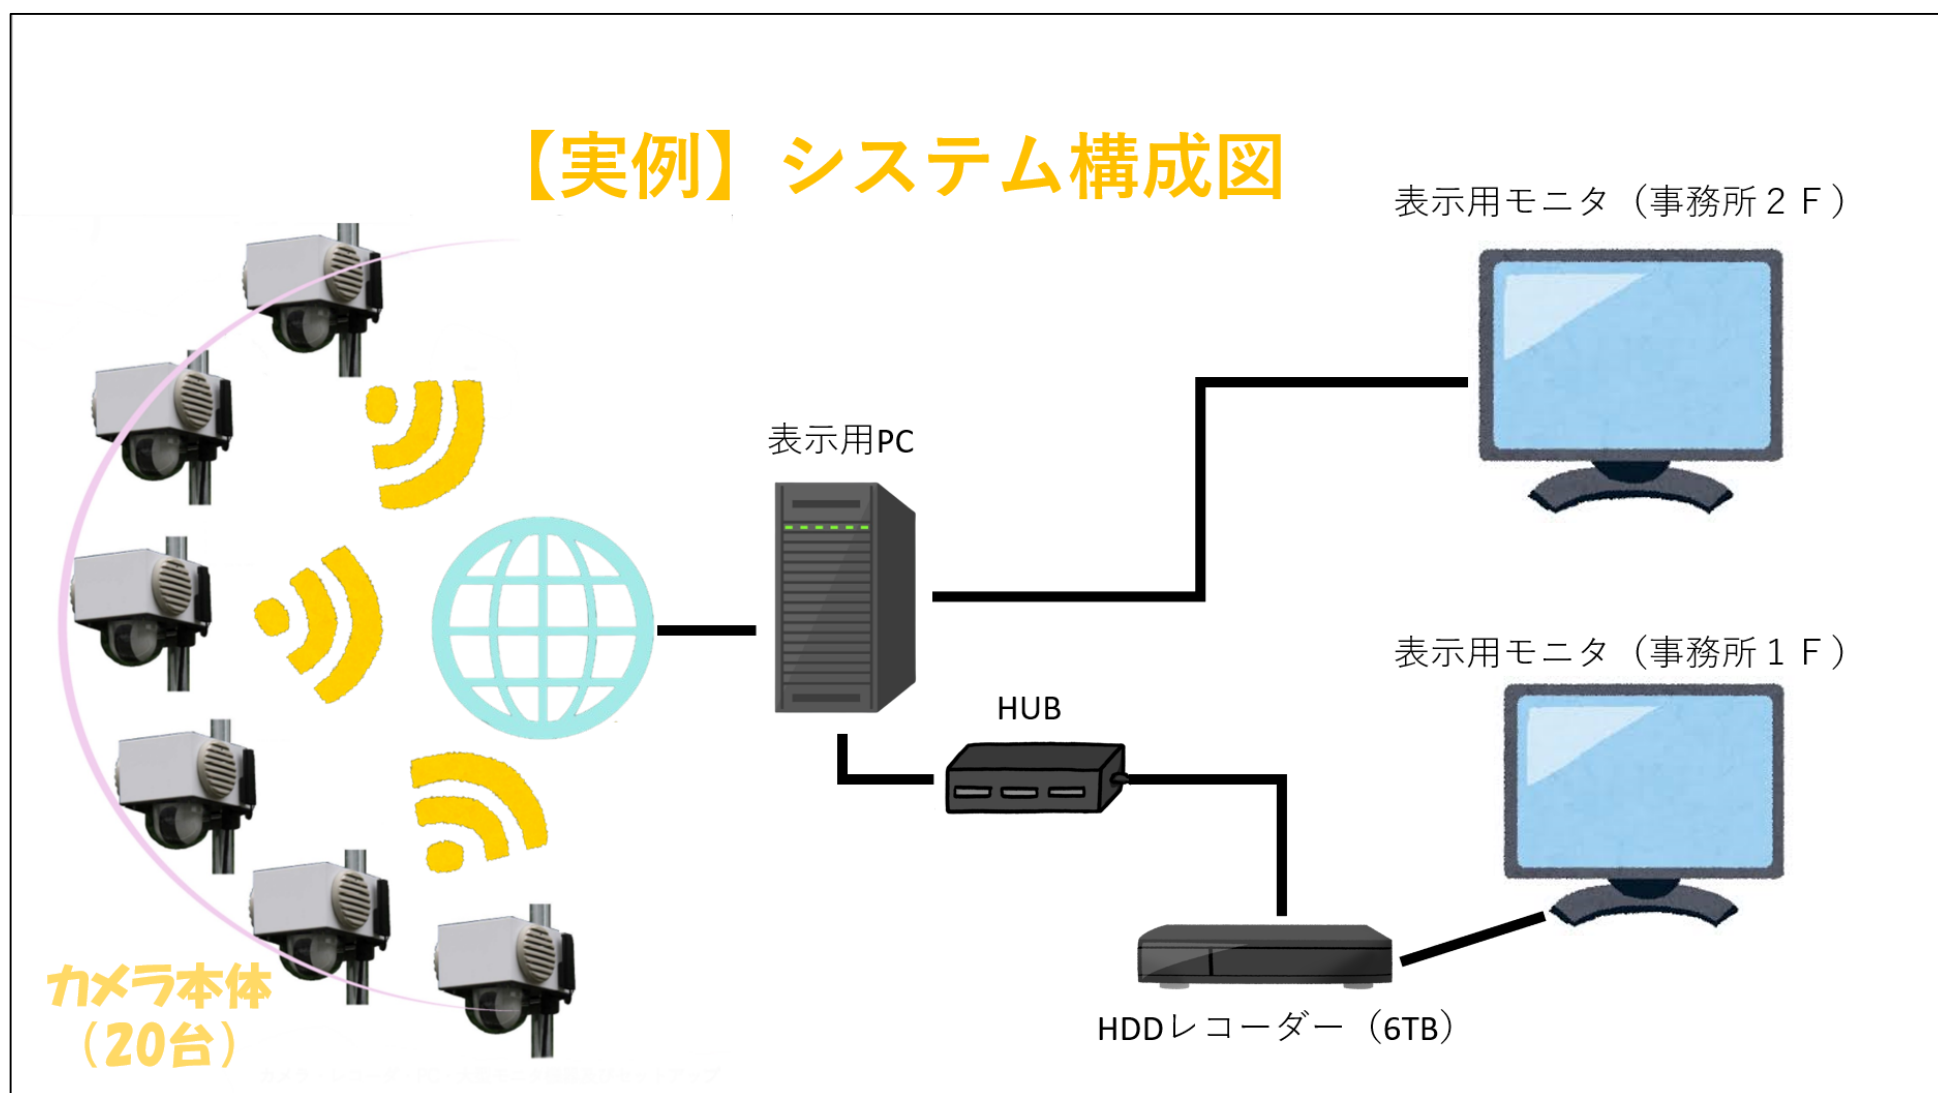 【実例】システム構成図
表示用モニタ（事務所２Ｆ）
表示用PC
表示用モニタ（事務所１Ｆ）
HUB
カメラ本体
（20台）
HDDレコーダー（6TB）